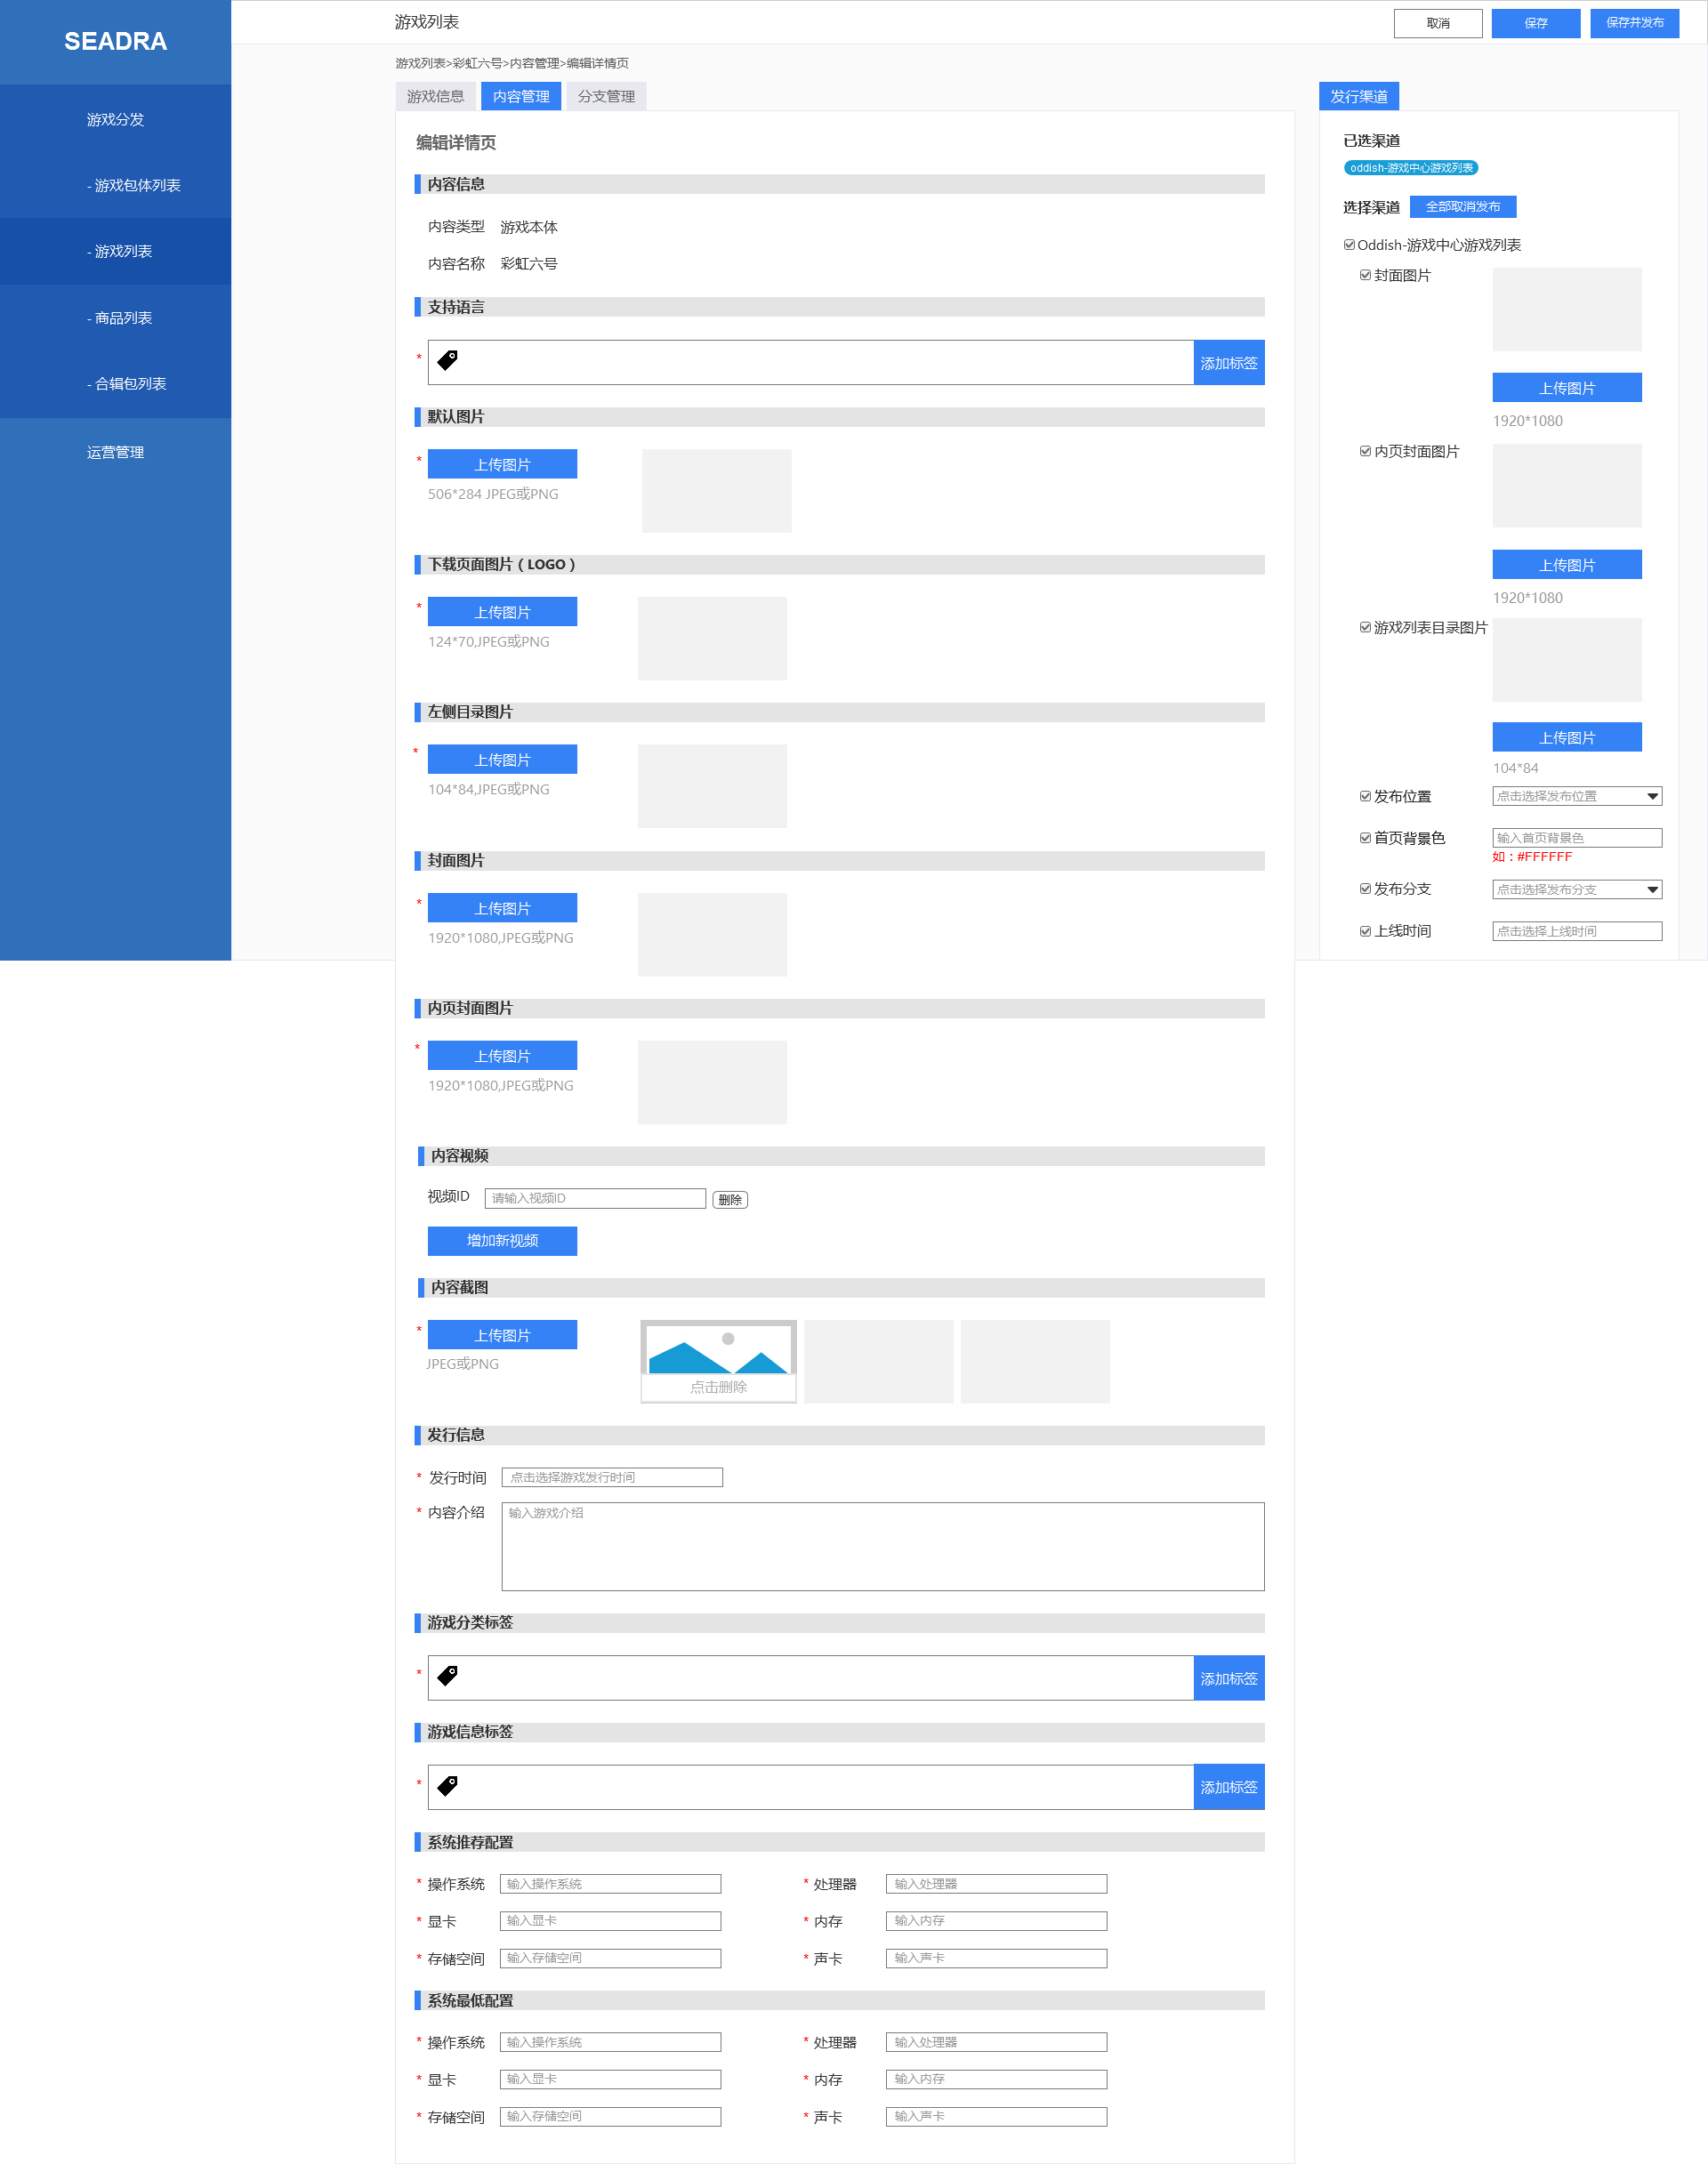 SEADRA
游戏分发
- 游戏包体列表
- 游戏列表
- 商品列表
- 合辑包列表
运营管理
游戏列表
取消
保存
保存并发布
游戏列表>彩虹六号>内容管理>编辑详情页
游戏信息
内容管理
分支管理
编辑详情页
内容信息
内容类型 游戏本体
内容名称 彩虹六号
支持语言
* 添加标签
默认图片
* 上传图片
506*284 JPEG或PNG
下载页面图片（LOGO）
* 上传图片
124*70,JPEG或PNG
左侧目录图片
* 上传图片
104*84,JPEG或PNG
封面图片
* 上传图片
1920*1080,JPEG或PNG
内页封面图片
* 上传图片
1920*1080,JPEG或PNG
内容视频
视频ID 请输入视频ID 删除
增加新视频
内容截图
* 上传图片
JPEG或PNG
点击删除
发行信息
* 发行时间 点击选择游戏发行时间
* 内容介绍 输入游戏介绍
游戏分类标签
* 添加标签
游戏信息标签
* 添加标签
系统推荐配置
* 操作系统 输入操作系统 * 处理器 输入处理器
* 显卡 输入显卡 * 内存 输入内存
* 存储空间 输入存储空间 * 声卡 输入声卡
系统最低配置
* 操作系统 输入操作系统 * 处理器 输入处理器
* 显卡 输入显卡 * 内存 输入内存
* 存储空间 输入存储空间 * 声卡 输入声卡
发行渠道
已选渠道
oddish-游戏中心游戏列表
选择渠道 全部取消发布
Oddish-游戏中心游戏列表
封面图片
上传图片
1920*1080
内页封面图片
上传图片
1920*1080
游戏列表目录图片
上传图片
104*84
发布位置 点击选择发布位置
首页背景色 输入首页背景色
如：#FFFFFF
发布分支 点击选择发布分支
上线时间 点击选择上线时间